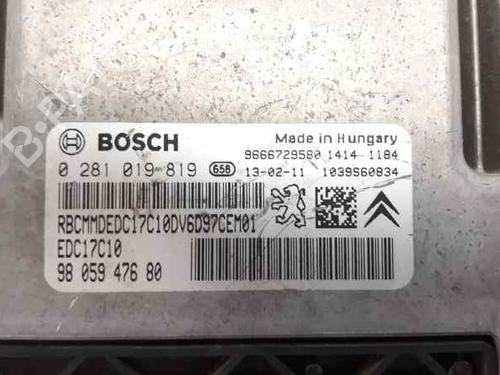 BOSCH
Made in Hungary
9666729580 1414 1184
0 281 019 819 65B 13-02-11 1039S60834
RBCMMDEDC17C10DV6D97CEM01
EDC17C10
98 059 476 80